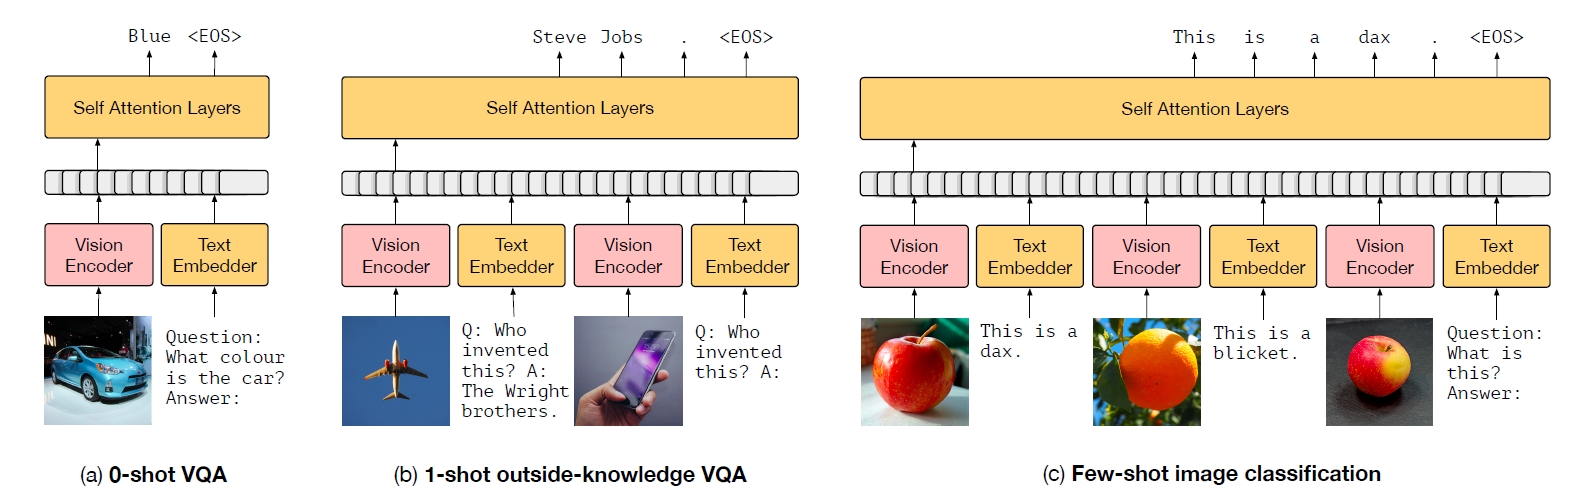 Blue <EOS>
Self Attention Layers
Vision
Encoder
Text
Embedder
Question:
What colour
is the car?
Answer:
(a) 0-shot VQA
Steve Jobs . <EOS>
Self Attention Layers
Vision
Encoder
Text
Embedder
Vision
Encoder
Text
Embedder
Q: Who
invented
this? A:
The Wright
brothers.
Q: Who
invented
this? A:
(b) 1-shot outside-knowledge VQA
This is a dax . <EOS>
Self Attention Layers
Vision
Encoder
Text
Embedder
Vision
Encoder
Text
Embedder
Vision
Encoder
Text
Embedder
This is a
dax.
This is a
blicket.
Question:
What is
this?
Answer:
(c) Few-shot image classification